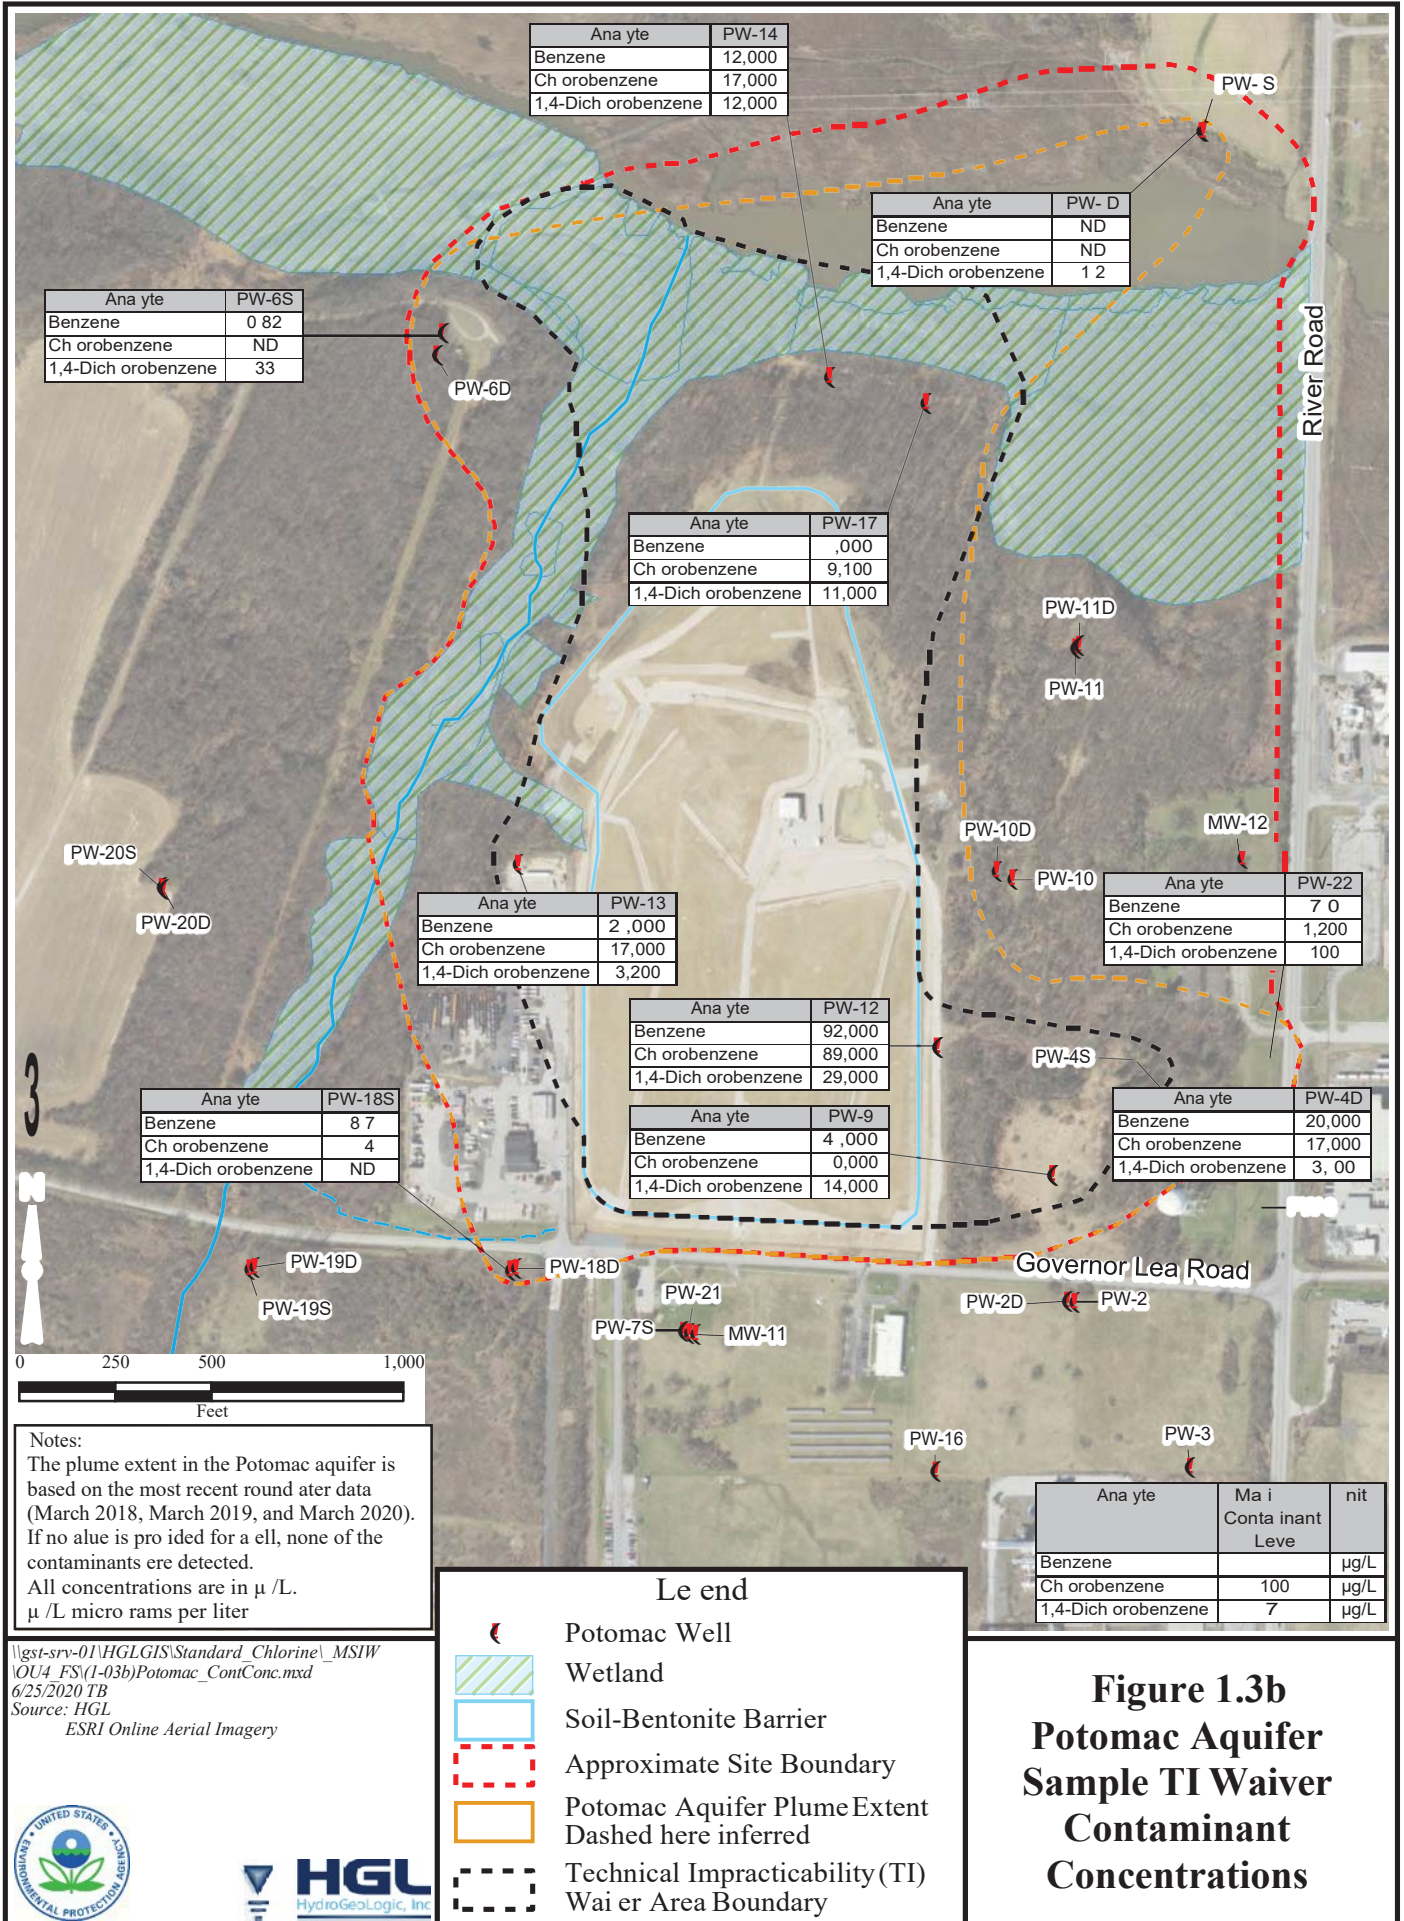 Ana yte PW-14
Benzene 12,000
Ch orobenzene 17,000
1,4-Dich orobenzene 12,000
PW- S
Ana yte PW- D
Benzene ND
Ch orobenzene ND
1,4-Dich orobenzene 1 2
Ana yte PW-6S
Benzene 0 82
Ch orobenzene ND
1,4-Dich orobenzene 33
PW-6D
River Road
Ana yte PW-17
Benzene ,000
Ch orobenzene 9,100
1,4-Dich orobenzene 11,000
PW-11D
PW-11
PW-10D
PW-10
MW-12
PW-20S
PW-20D
Ana yte PW-22
Benzene 7 0
Ch orobenzene 1,200
1,4-Dich orobenzene 100
Ana yte PW-13
Benzene 2 ,000
Ch orobenzene 17,000
1,4-Dich orobenzene 3,200
Ana yte PW-12
Benzene 92,000
Ch orobenzene 89,000
1,4-Dich orobenzene 29,000
PW-4S
Ana yte PW-18S
Benzene 8 7
Ch orobenzene 4
1,4-Dich orobenzene ND
Ana yte PW-9
Benzene 4 ,000
Ch orobenzene 0,000
1,4-Dich orobenzene 14,000
Ana yte PW-4D
Benzene 20,000
Ch orobenzene 17,000
1,4-Dich orobenzene 3, 00
3
N
PW-19D
PW-19S
PW-18D
Governor Lea Road
PW-21
PW-7S
MW-11
PW-2D
PW-2
PW-16
PW-3
0 250 500 1,000
Feet
Notes:
The plume extent in the Potomac aquifer is
based on the most recent round ater data
(March 2018, March 2019, and March 2020).
If no alue is pro ided for a ell, none of the
contaminants ere detected.
All concentrations are in µ /L.
µ /L micro rams per liter
Ana yte Ma i nit
Conta inant
Leve
Benzene µg/L
Ch orobenzene 100 µg/L
1,4-Dich orobenzene 7 µg/L
\\gst-srv-01\HGLGIS\Standard_Chlorine\_MSIW
\OU4_FS\(1-03b)Potomac_ContConc.mxd
6/25/2020 TB
Source: HGL
ESRI Online Aerial Imagery
UNITED STATES
ENVIRONMENTAL PROTECTION AGENCY
HGL
HydroGeoLogic, Inc
Le end
Potomac Well
Wetland
Soil-Bentonite Barrier
Approximate Site Boundary
Potomac Aquifer Plume Extent
Dashed here inferred
Technical Impracticability (TI)
Wai er Area Boundary
Figure 1.3b
Potomac Aquifer
Sample TI Waiver
Contaminant
Concentrations